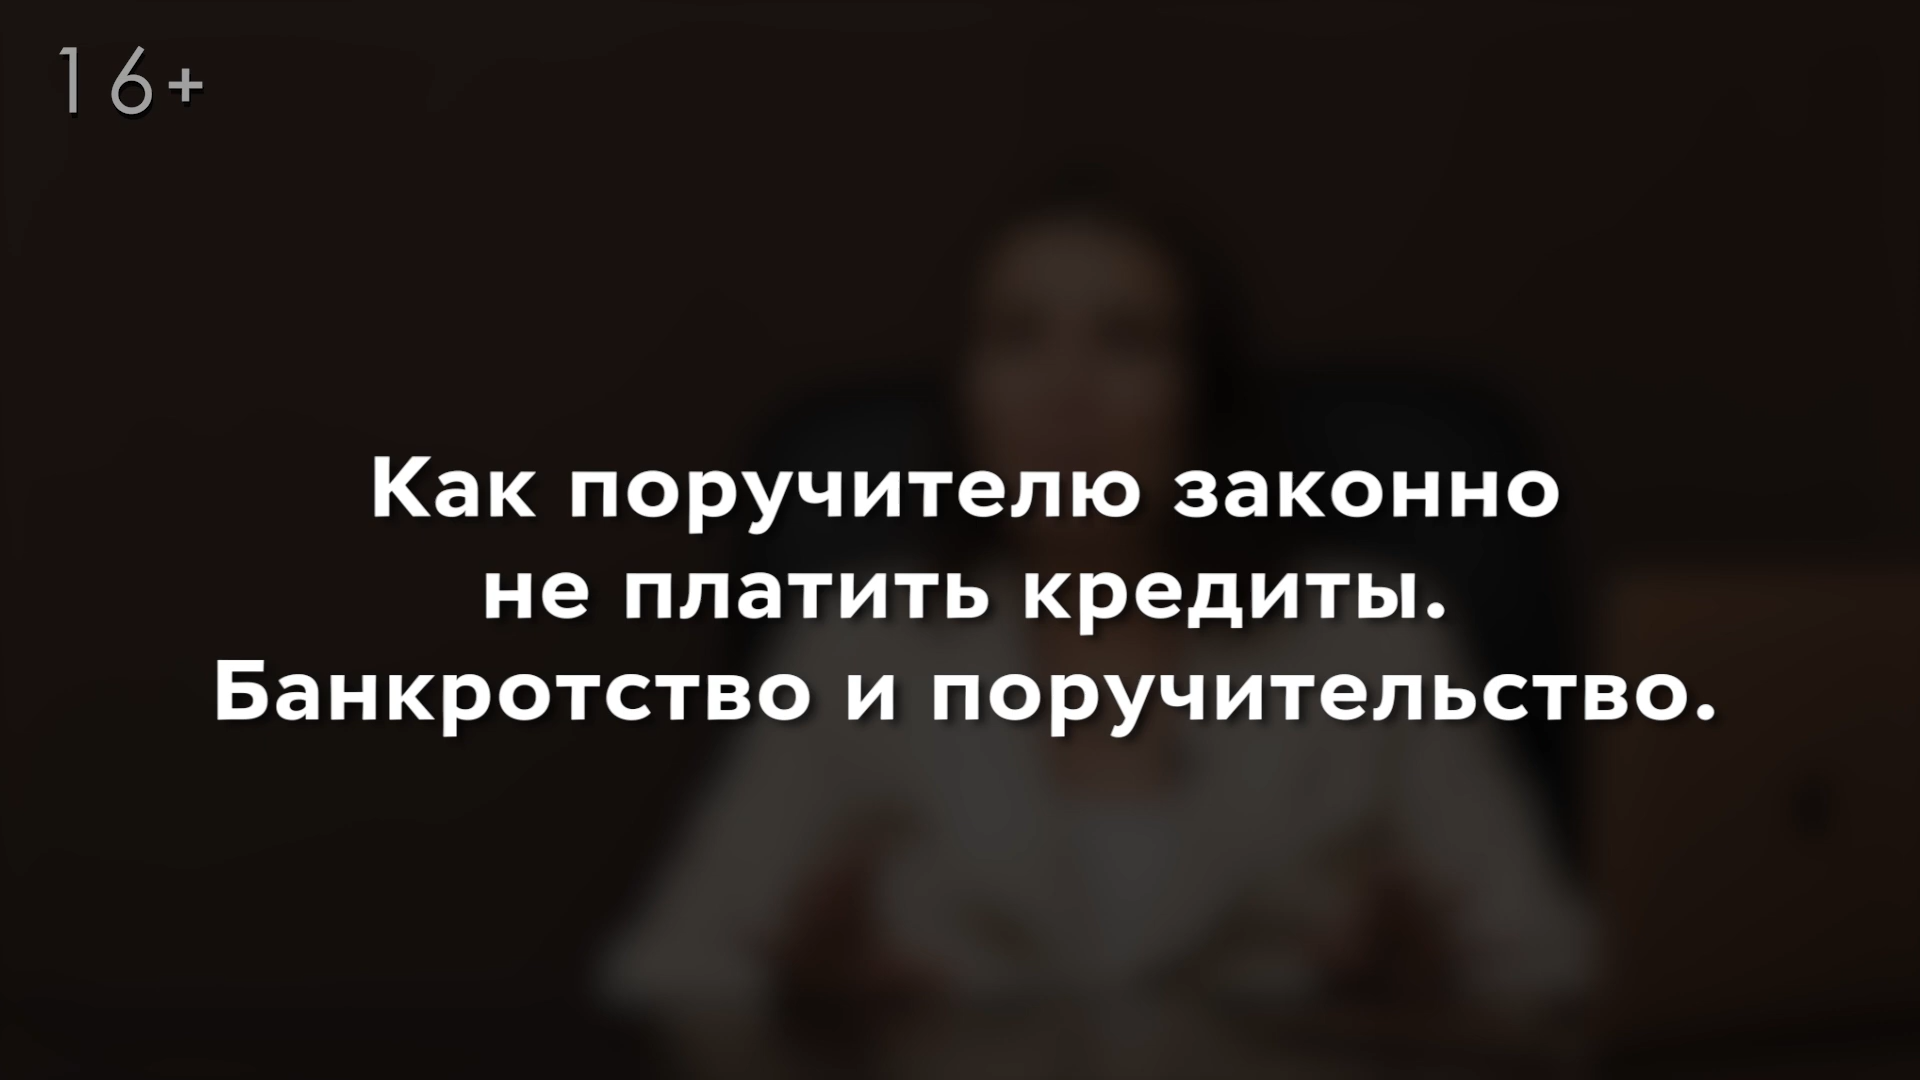 16+
Как поручителю законно
не платить кредиты.
Банкротство и поручительство.